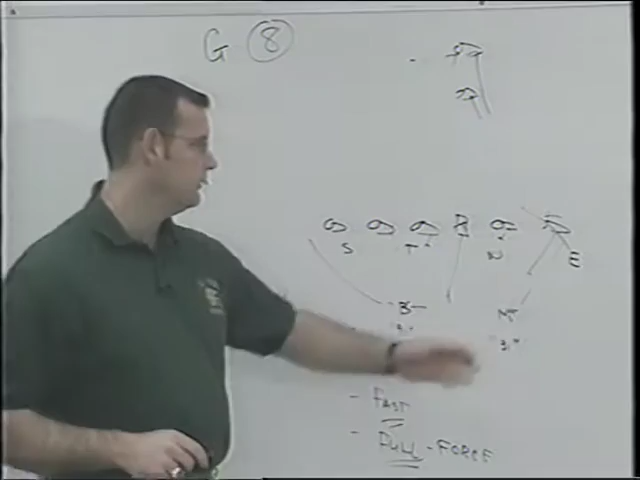 G 8
S T N E
B M
"3"
- FAST
- PULL - FORCE